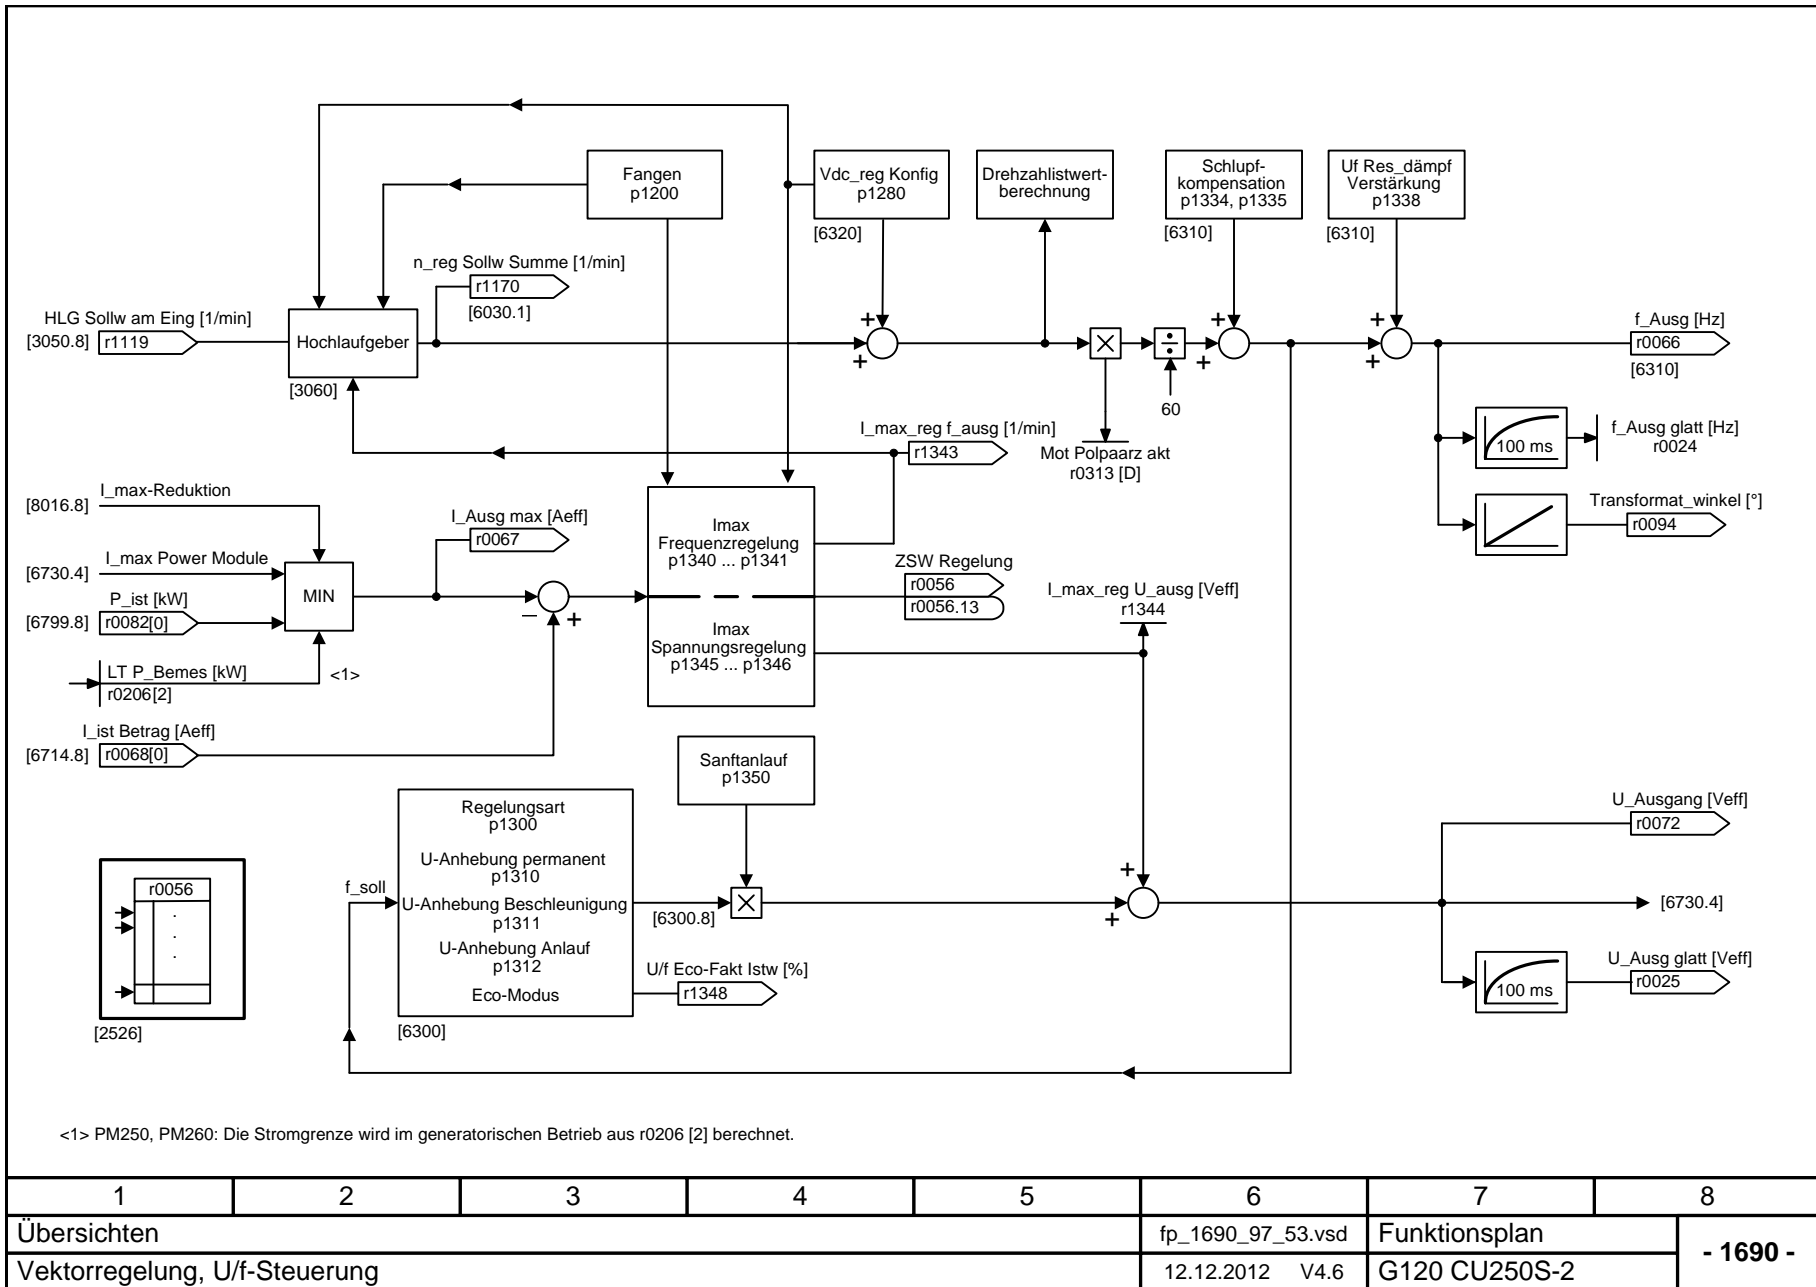 Fangen
p1200
Vdc_reg Konfig
p1280
[6320]
Drehzahlistwert-
berechnung
Schlupf-
kompensation
p1334, p1335
[6310]
Uf Res_dämpf
Verstärkung
p1338
[6310]
n_reg Sollw Summe [1/min]
r1170
[6030.1]
HLG Sollw am Eing [1/min]
[3050.8]
r1119
Hochlaufgeber
[3060]
+
+
×
÷
60
+
+
+
+
f_Ausg [Hz]
r0066
[6310]
I_max_reg f_ausg [1/min]
r1343
Mot Polpaarz akt
r0313 [D]
100 ms
f_Ausg glatt [Hz]
r0024
Transformat_winkel [°]
r0094
I_max-Reduktion
[8016.8]
I_max Power Module
[6730.4]
P_ist [kW]
[6799.8]
r0082[0]
MIN
LT P_Bemes [kW]
r0206[2]
<1>
I_Ausg max [Aeff]
r0067
–
+
I_ist Betrag [Aeff]
[6714.8]
r0068[0]
Imax
Frequenzregelung
p1340 ... p1341
Imax
Spannungsregelung
p1345 ... p1346
ZSW Regelung
r0056
r0056.13
I_max_reg U_ausg [Veff]
r1344
Sanftanlauf
p1350
Regelungsart
p1300
U-Anhebung permanent
p1310
U-Anhebung Beschleunigung
p1311
U-Anhebung Anlauf
p1312
Eco-Modus
[6300]
f_soll
[6300.8]
×
U/f Eco-Fakt Istw [%]
r1348
+
+
U_Ausgang [Veff]
r0072
[6730.4]
100 ms
U_Ausg glatt [Veff]
r0025
r0056
.
.
.
.
[2526]
<1> PM250, PM260: Die Stromgrenze wird im generatorischen Betrieb aus r0206 [2] berechnet.
1 2 3 4 5 6 7 8
Übersichten
fp_1690_97_53.vsd
Funktionsplan
- 1690 -
Vektorregelung, U/f-Steuerung
12.12.2012 V4.6
G120 CU250S-2